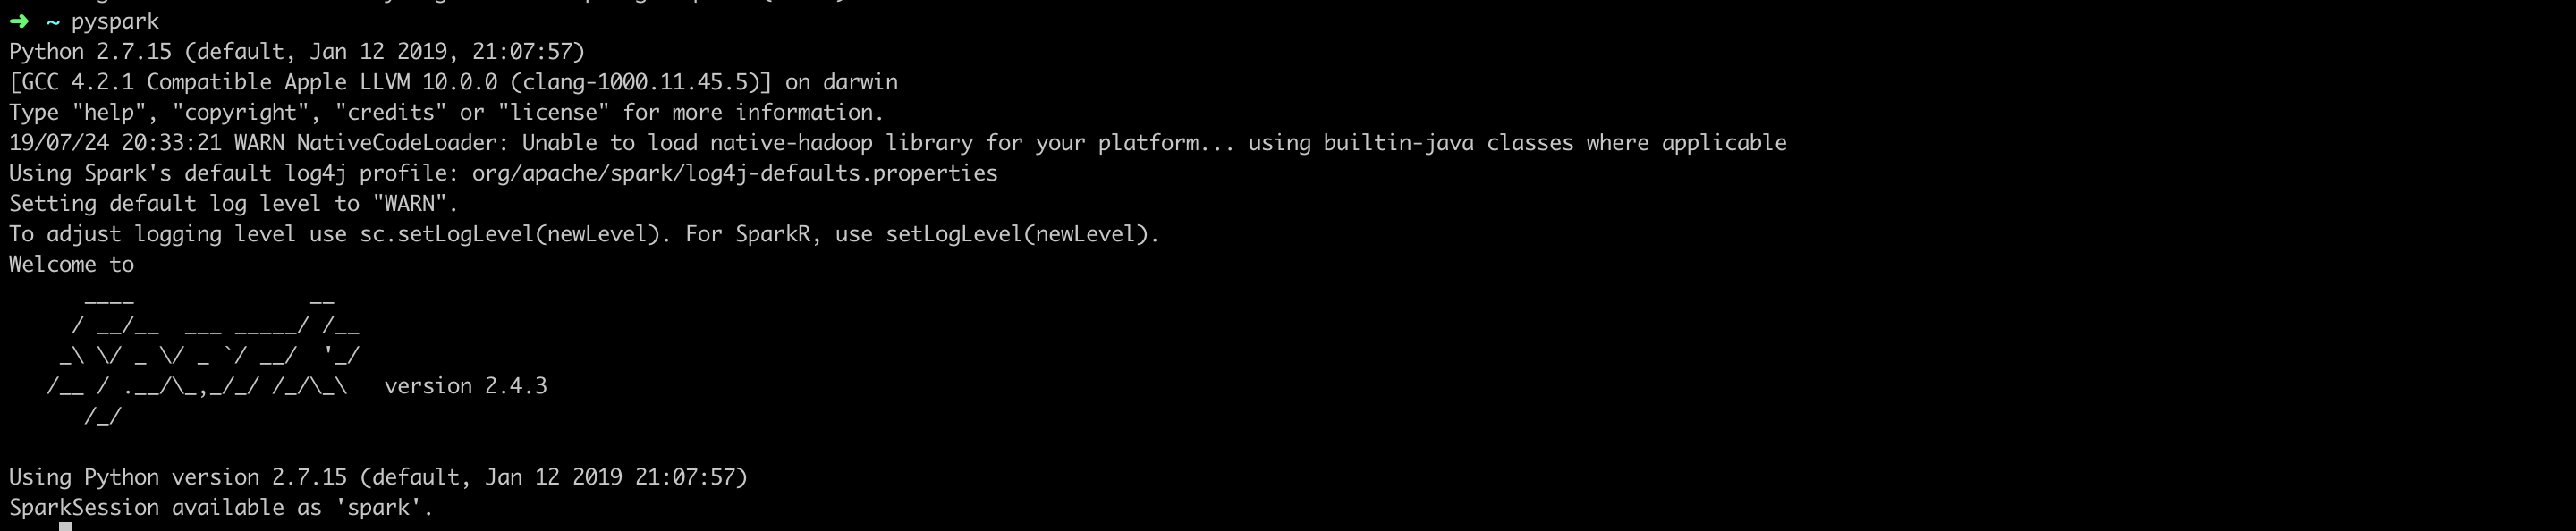 ➜ ~ pyspark
Python 2.7.15 (default, Jan 12 2019, 21:07:57)
[GCC 4.2.1 Compatible Apple LLVM 10.0.0 (clang-1000.11.45.5)] on darwin
Type "help", "copyright", "credits" or "license" for more information.
19/07/24 20:33:21 WARN NativeCodeLoader: Unable to load native-hadoop library for your platform... using builtin-java classes where applicable
Using Spark's default log4j profile: org/apache/spark/log4j-defaults.properties
Setting default log level to "WARN".
To adjust logging level use sc.setLogLevel(newLevel). For SparkR, use setLogLevel(newLevel).
Welcome to
      ____              __
     / __/__  ___ _____/ /__
    _\ \/ _ \/ _ `/ __/  '_/
   /__ / .__/\_,_/_/ /_/\_\   version 2.4.3
      /_/

Using Python version 2.7.15 (default, Jan 12 2019 21:07:57)
SparkSession available as 'spark'.